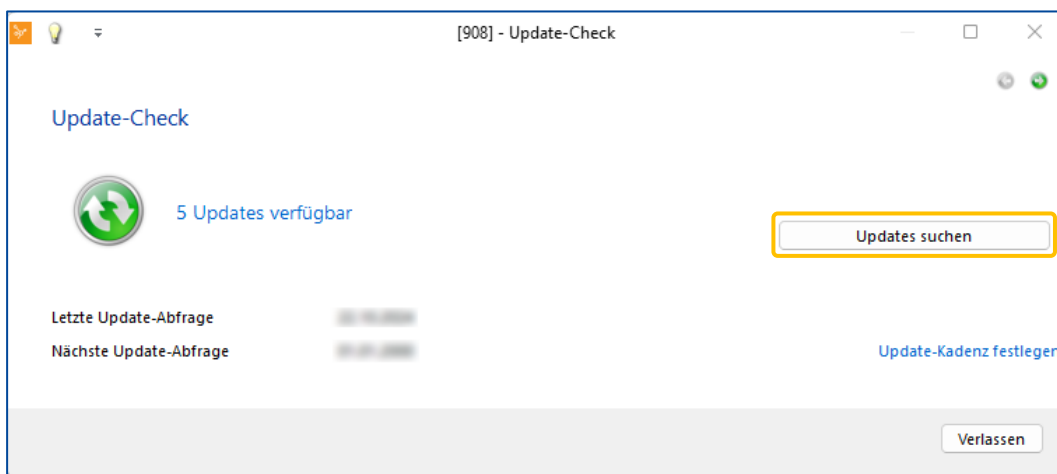 [908] - Update-Check
Update-Check
5 Updates verfügbar
Updates suchen
Letzte Update-Abfrage
Nächste Update-Abfrage
Update-Kadenz festlegen
Verlassen